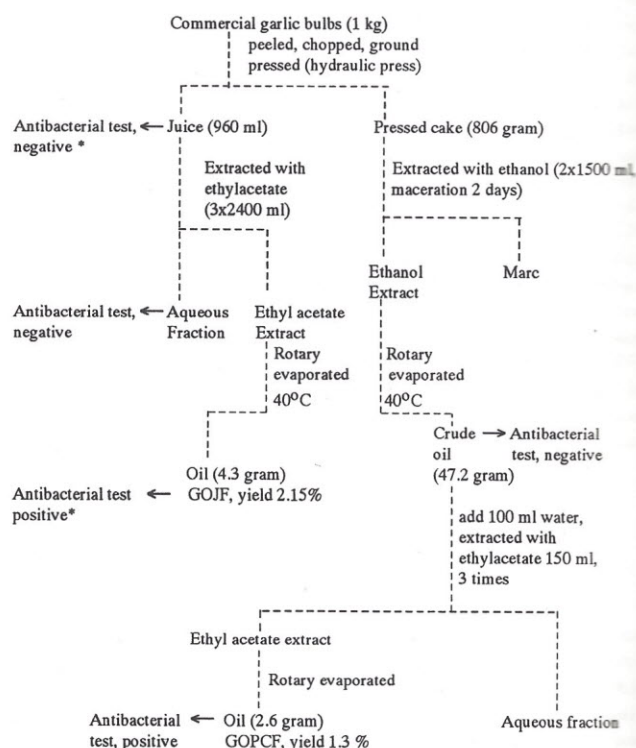 Commercial garlic bulbs (1 kg)
peeled, chopped, ground
pressed (hydraulic press)
Antibacterial test, ← Juice (960 ml)
negative *
Pressed cake (806 gram)
Extracted with
ethylacetate
(3x2400 ml)
Extracted with ethanol (2x1500 ml,
maceration 2 days)
Ethanol
Extract
Marc
Antibacterial test, ← Aqueous
negative
Fraction
Ethyl acetate
Extract
Rotary
evaporated
40°C
Rotary
evaporated
40°C
Crude → Antibacterial
oil
test, negative
(47.2 gram)
Oil (4.3 gram)
Antibacterial test ← GOJF, yield 2.15%
positive*
add 100 ml water,
extracted with
ethylacetate 150 ml,
3 times
Ethyl acetate extract
Rotary evaporated
Antibacterial ← Oil (2.6 gram)
test, positive
GOPCF, yield 1.3 %
Aqueous fraction